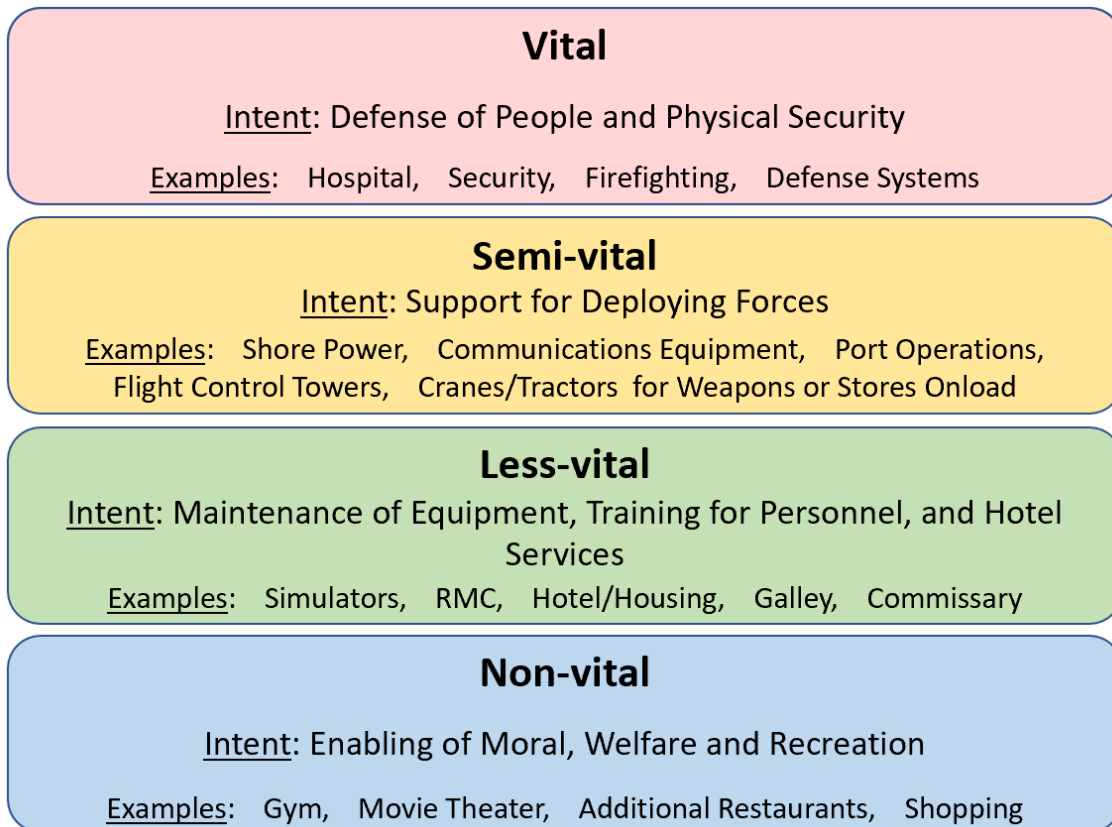 Vital
Intent: Defense of People and Physical Security
Examples: Hospital, Security, Firefighting, Defense Systems
Semi-vital
Intent: Support for Deploying Forces
Examples: Shore Power, Communications Equipment, Port Operations,
Flight Control Towers, Cranes/Tractors for Weapons or Stores Onload
Less-vital
Intent: Maintenance of Equipment, Training for Personnel, and Hotel
Services
Examples: Simulators, RMC, Hotel/Housing, Galley, Commissary
Non-vital
Intent: Enabling of Moral, Welfare and Recreation
Examples: Gym, Movie Theater, Additional Restaurants, Shopping